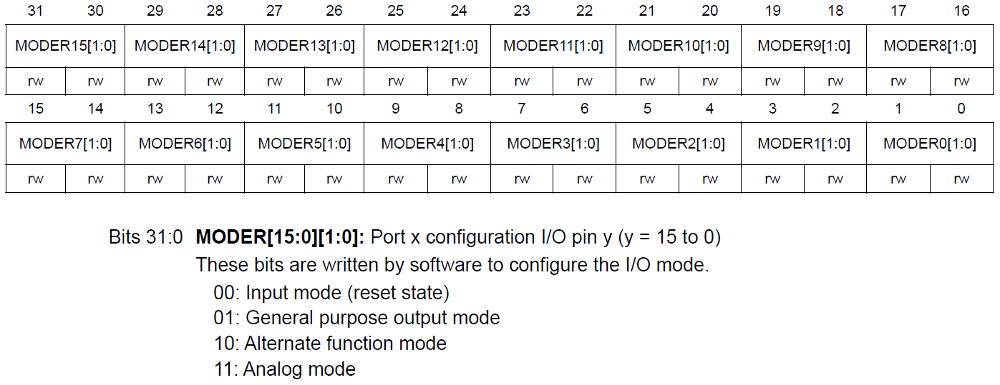 31 30 29 28 27 26 25 24 23 22 21 20 19 18 17 16
MODER15[1:0] MODER14[1:0] MODER13[1:0] MODER12[1:0] MODER11[1:0] MODER10[1:0] MODER9[1:0] MODER8[1:0]
rw rw rw rw rw rw rw rw rw rw rw rw rw rw rw rw
15 14 13 12 11 10 9 8 7 6 5 4 3 2 1 0
MODER7[1:0] MODER6[1:0] MODER5[1:0] MODER4[1:0] MODER3[1:0] MODER2[1:0] MODER1[1:0] MODER0[1:0]
rw rw rw rw rw rw rw rw rw rw rw rw rw rw rw rw
Bits 31:0 MODER[15:0][1:0]: Port x configuration I/O pin y (y = 15 to 0)
These bits are written by software to configure the I/O mode.
00: Input mode (reset state)
01: General purpose output mode
10: Alternate function mode
11: Analog mode